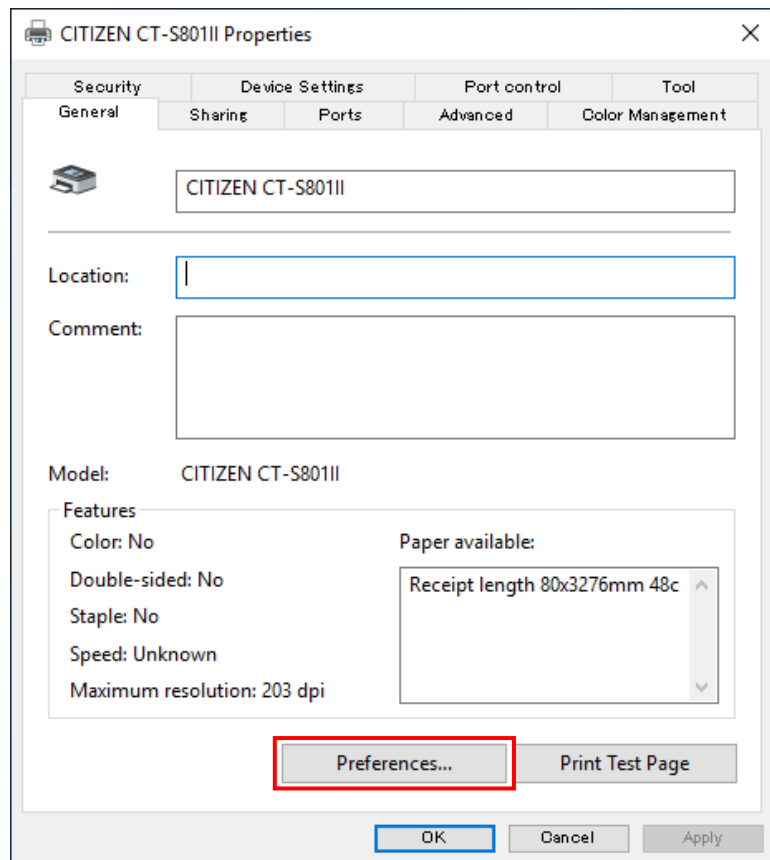 CITIZEN CT-S801II Properties
Security Device Settings Port control Tool
General Sharing Ports Advanced Color Management
CITIZEN CT-S801II
Location:
Comment:
Model: CITIZEN CT-S801II
Features
Color: No Paper available:
Double-sided: No Receipt length 80x3276mm 48c
Staple: No
Speed: Unknown
Maximum resolution: 203 dpi
Preferences... Print Test Page
OK Cancel Apply